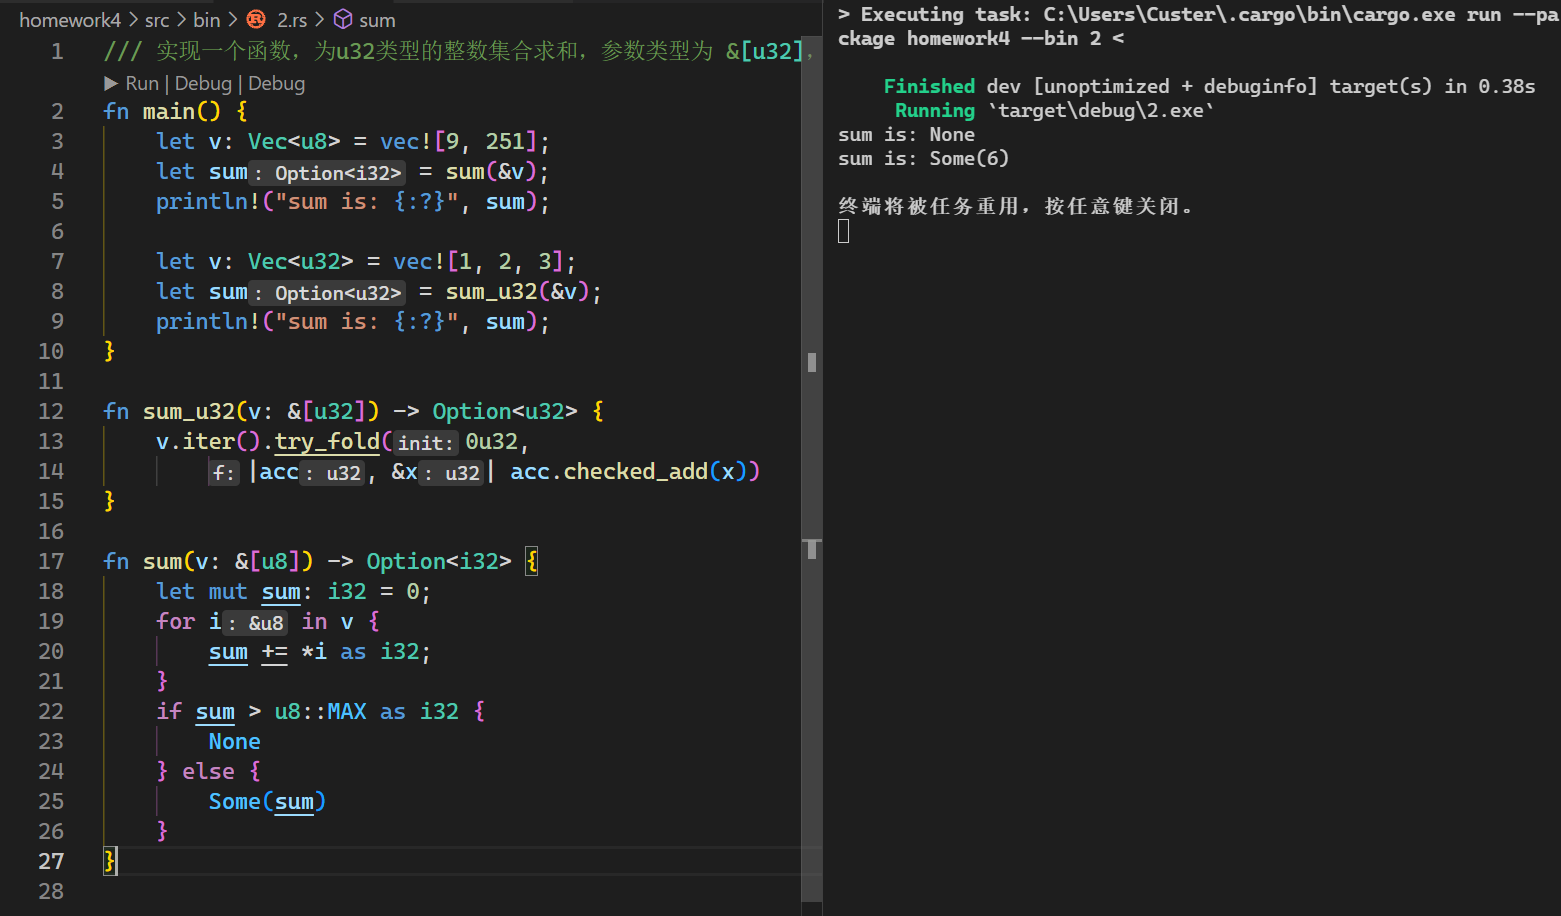 homework4 > src > bin > 2.rs > sum
1 /// 实现一个函数，为u32类型的整数集合求和，参数类型为 &[u32]，
▶ Run | Debug | Debug
2 fn main() {
3 let v: Vec<u8> = vec![9, 251];
4 let sum: Option<i32> = sum(&v);
5 println!("sum is: {:?}", sum);
6
7 let v: Vec<u32> = vec![1, 2, 3];
8 let sum: Option<u32> = sum_u32(&v);
9 println!("sum is: {:?}", sum);
10 }
11
12 fn sum_u32(v: &[u32]) -> Option<u32> {
13 v.iter().try_fold(init: 0u32,
14 f: |acc: u32, &x: u32| acc.checked_add(x))
15 }
16
17 fn sum(v: &[u8]) -> Option<i32> {
18 let mut sum: i32 = 0;
19 for i: &u8 in v {
20 sum += *i as i32;
21 }
22 if sum > u8::MAX as i32 {
23 None
24 } else {
25 Some(sum)
26 }
27 }
28
> Executing task: C:\Users\Custer\.cargo\bin\cargo.exe run --pa
ckage homework4 --bin 2 <
Finished dev [unoptimized + debuginfo] target(s) in 0.38s
Running `target\debug\2.exe`
sum is: None
sum is: Some(6)
终端将被任务重用，按任意键关闭。